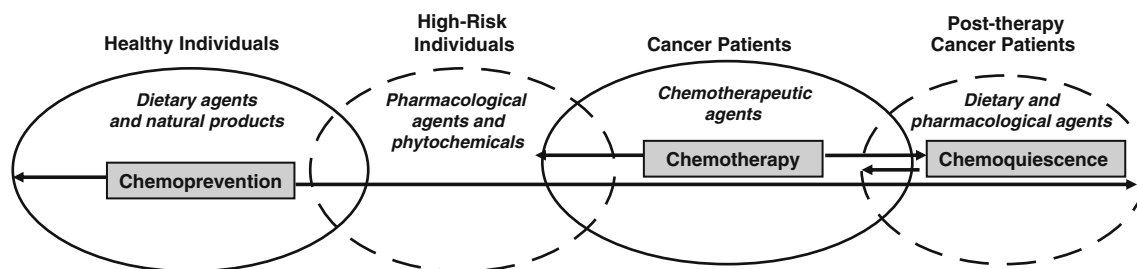 Healthy Individuals
High-Risk
Individuals
Cancer Patients
Post-therapy
Cancer Patients
Dietary agents
and natural products
Pharmacological
agents and
phytochemicals
Chemotherapeutic
agents
Dietary and
pharmacological agents
Chemoprevention
Chemotherapy
Chemoquiescence